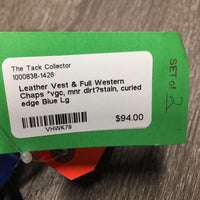 The Tack Collector
1000838-1426
Leather Vest & Full Western
Chaps *vgc, mnr dirt?stain, curled
edge Blue Lg
$94.00
VHWK79
SET of 2